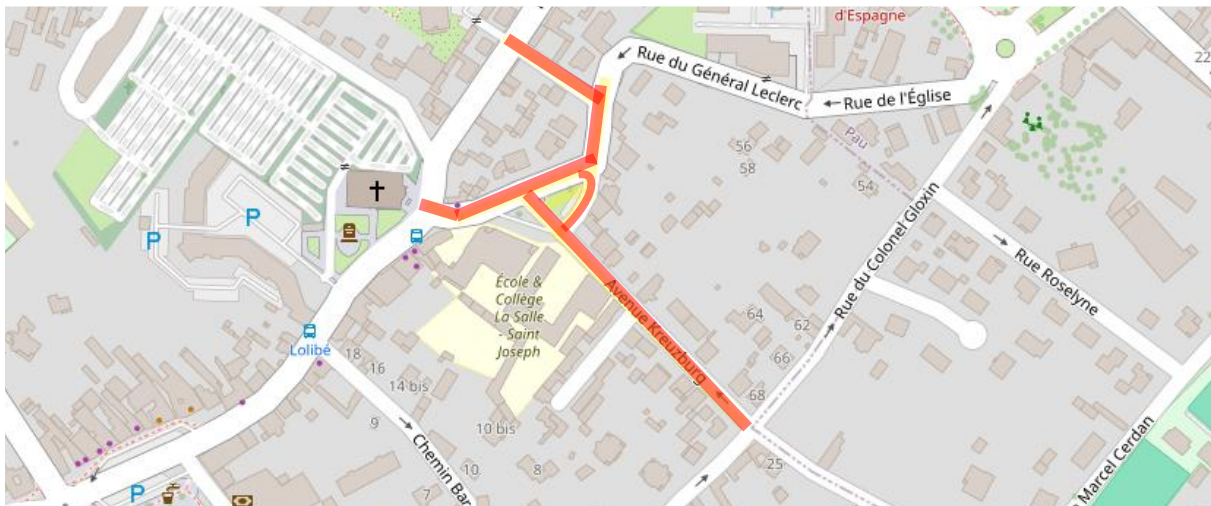 d'Espagne
22
Rue du Général Leclerc
Rue de l'Église
Pau
56
58
54
P
P
Rue du Colonel Gloxin
Rue Roselyne
École &
Collège
La Salle
- Saint
Joseph
Avenue Kreuzburg
64
62
66
68
Lolibé
18
16
14 bis
9
10 bis
Chemin Bar
10
8
7
25
Marcel Cerdan
P